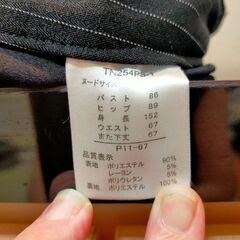 TN254PB-1
ヌードサイズ
バスト 86
ヒップ 89
身長 152
ウエスト 67
また下丈 67
P11-67
品質表示
表地 ポリエステル 90%
レーヨン 5%
ポリウレタン 5%
裏地 ポリエステル 100%